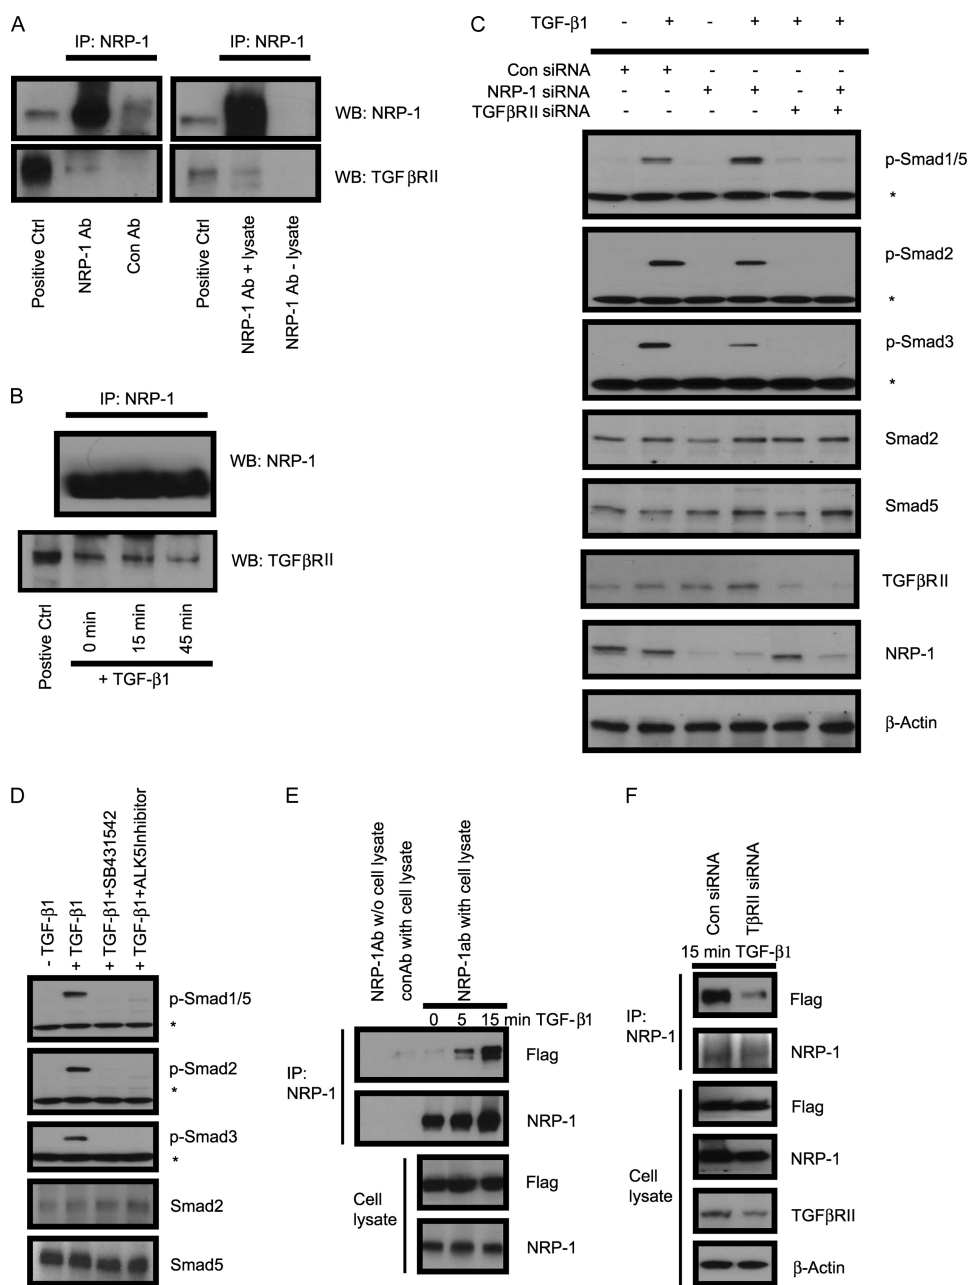 A
IP: NRP-1
IP: NRP-1
WB: NRP-1
WB: TGFβRII
Positive Ctrl
NRP-1 Ab
Con Ab
Positive Ctrl
NRP-1 Ab + lysate
NRP-1 Ab - lysate
B
IP: NRP-1
WB: NRP-1
WB: TGFβRII
Postive Ctrl
0 min
15 min
45 min
+ TGF-β1
C
TGF-β1 - + - + + +
Con siRNA + + - - - -
NRP-1 siRNA - - + + - +
TGFβRII siRNA - - - - + +
p-Smad1/5
*
p-Smad2
*
p-Smad3
*
Smad2
Smad5
TGFβRII
NRP-1
β-Actin
D
- TGF-β1
+ TGF-β1
+ TGF-β1+SB431542
+ TGF-β1+ALK5Inhibitor
p-Smad1/5
*
p-Smad2
*
p-Smad3
*
Smad2
Smad5
E
NRP-1Ab w/o cell lysate
conAb with cell lysate
NRP-1ab with cell lysate
0 5 15 min TGF-β1
IP:
NRP-1
Flag
NRP-1
Cell
lysate
Flag
NRP-1
F
Con siRNA
TβRII siRNA
15 min TGF-β1
IP:
NRP-1
Flag
NRP-1
Cell
lysate
Flag
NRP-1
TGFβRII
β-Actin